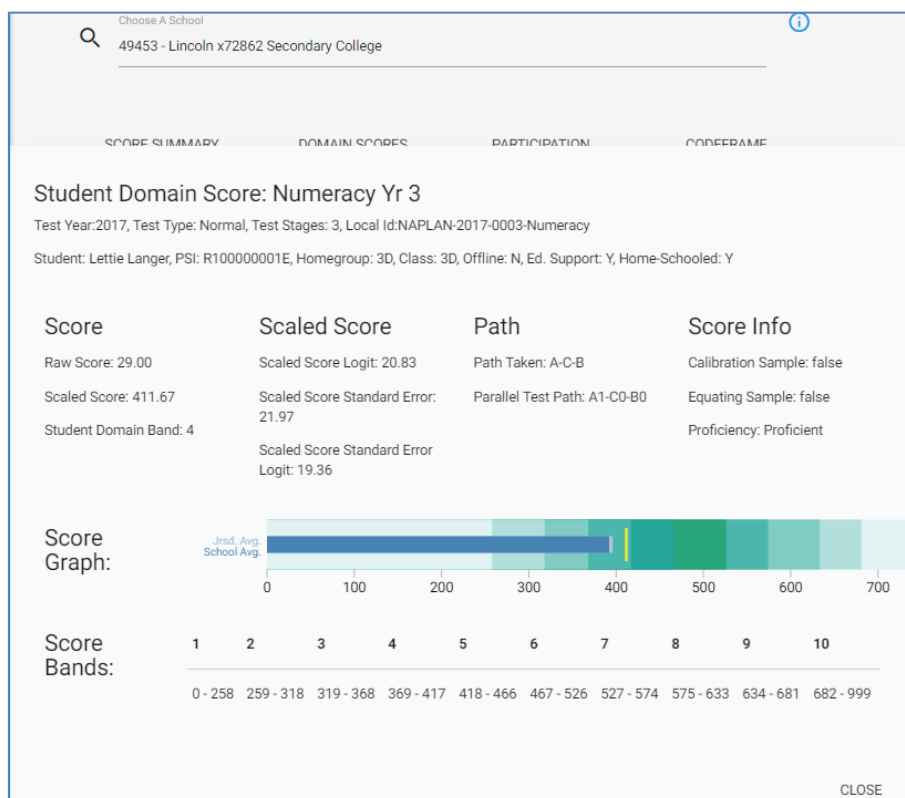 Choose A School
49453 - Lincoln x72862 Secondary College
SCORE SUMMARY DOMAIN SCORES PARTICIPATION CODEFRAME
Student Domain Score: Numeracy Yr 3
Test Year:2017, Test Type: Normal, Test Stages: 3, Local Id:NAPLAN-2017-0003-Numeracy
Student: Lettie Langer, PSI: R100000001E, Homegroup: 3D, Class: 3D, Offline: N, Ed. Support: Y, Home-Schooled: Y
Score
Raw Score: 29.00
Scaled Score: 411.67
Student Domain Band: 4
Scaled Score
Scaled Score Logit: 20.83
Scaled Score Standard Error:
21.97
Scaled Score Standard Error
Logit: 19.36
Path
Path Taken: A-C-B
Parallel Test Path: A1-C0-B0
Score Info
Calibration Sample: false
Equating Sample: false
Proficiency: Proficient
Score
Graph:
Jrsd. Avg.
School Avg.
0 100 200 300 400 500 600 700
Score
Bands:
1 2 3 4 5 6 7 8 9 10
0 - 258 259 - 318 319 - 368 369 - 417 418 - 466 467 - 526 527 - 574 575 - 633 634 - 681 682 - 999
CLOSE